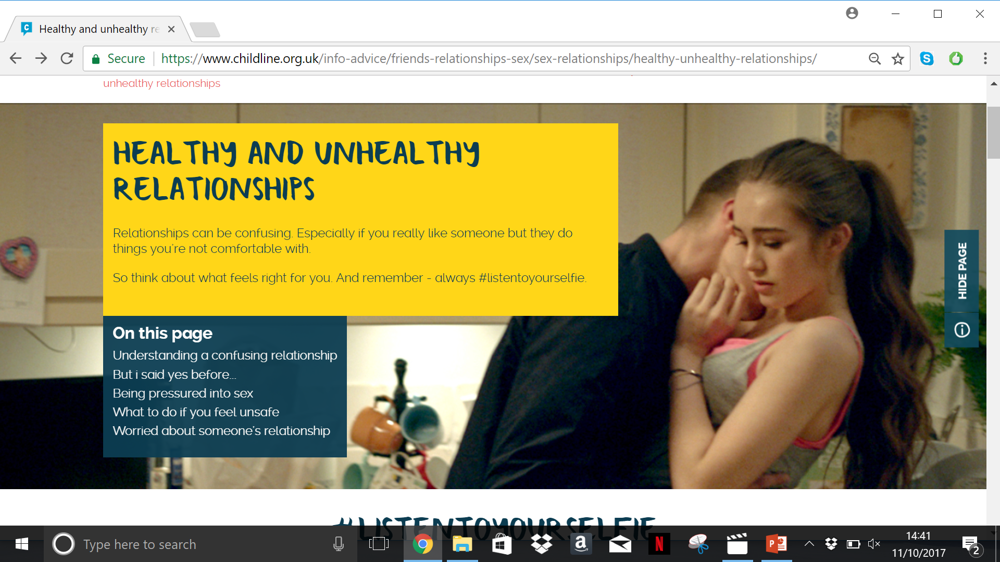 Healthy and unhealthy re
Secure
https://www.childline.org.uk/info-advice/friends-relationships-sex/sex-relationships/healthy-unhealthy-relationships/
unhealthy relationships
HEALTHY AND UNHEALTHY
RELATIONSHIPS
Relationships can be confusing. Especially if you really like someone but they do
things you're not comfortable with.
So think about what feels right for you. And remember - always #listentoyourselfie.
On this page
Understanding a confusing relationship
But i said yes before...
Being pressured into sex
What to do if you feel unsafe
Worried about someone's relationship
HIDE PAGE
#LISTENTOYOURSELFIE
Type here to search
14:41
11/10/2017
2